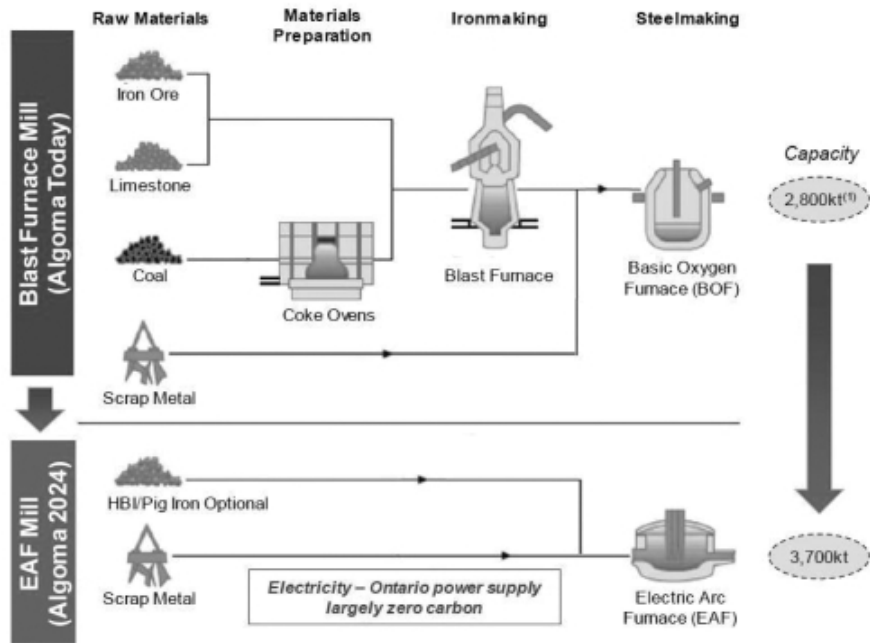 Raw Materials
Materials
Preparation
Ironmaking
Steelmaking
Blast Furnace Mill
(Algoma Today)
Iron Ore
Limestone
Coal
Coke Ovens
Blast Furnace
Basic Oxygen
Furnace (BOF)
Capacity
2,800kt(1)
Scrap Metal
EAF Mill
(Algoma 2024)
HBI/Pig Iron Optional
Scrap Metal
Electricity – Ontario power supply
largely zero carbon
Electric Arc
Furnace (EAF)
3,700kt